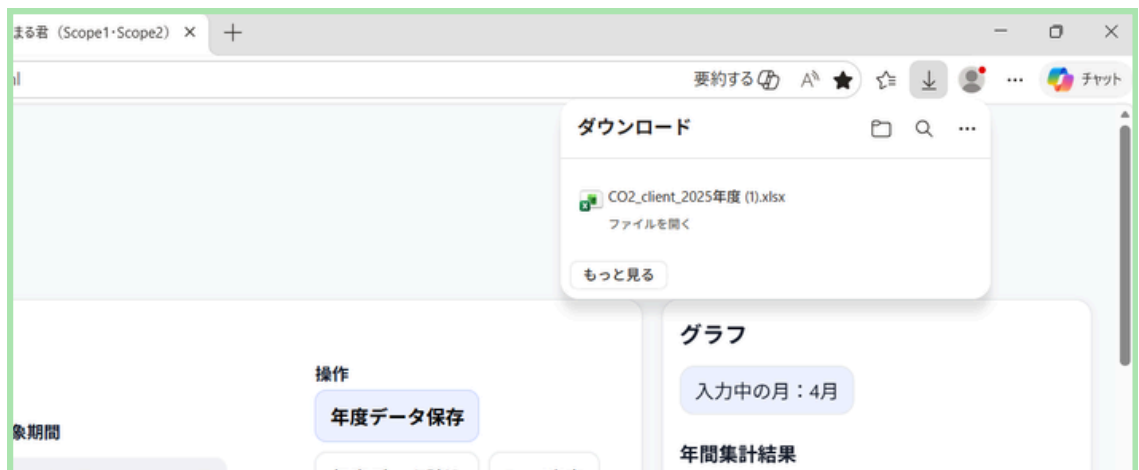 まる君（Scope1･Scope2）
要約する
チャット
ダウンロード
CO2_client_2025年度 (1).xlsx
ファイルを開く
もっと見る
グラフ
操作
入力中の月：4月
年度データ保存
象期間
年間集計結果